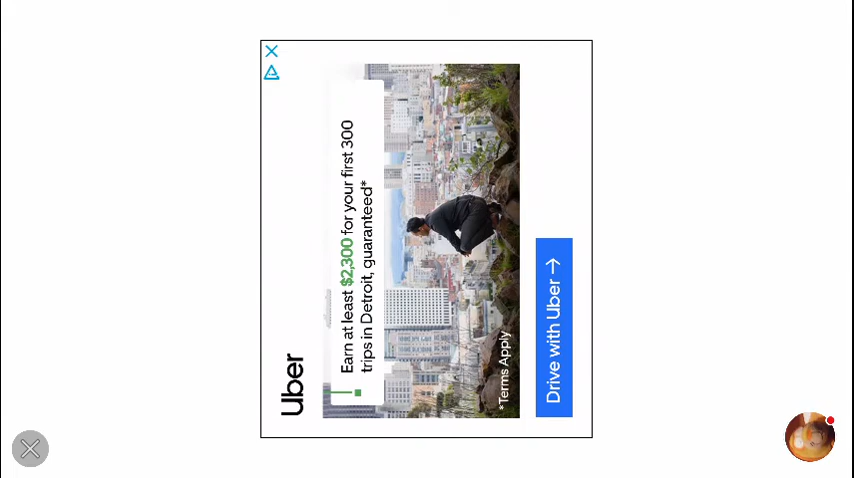 Uber
Earn at least $2,300 for your first 300
trips in Detroit, guaranteed*
*Terms Apply
Drive with Uber →